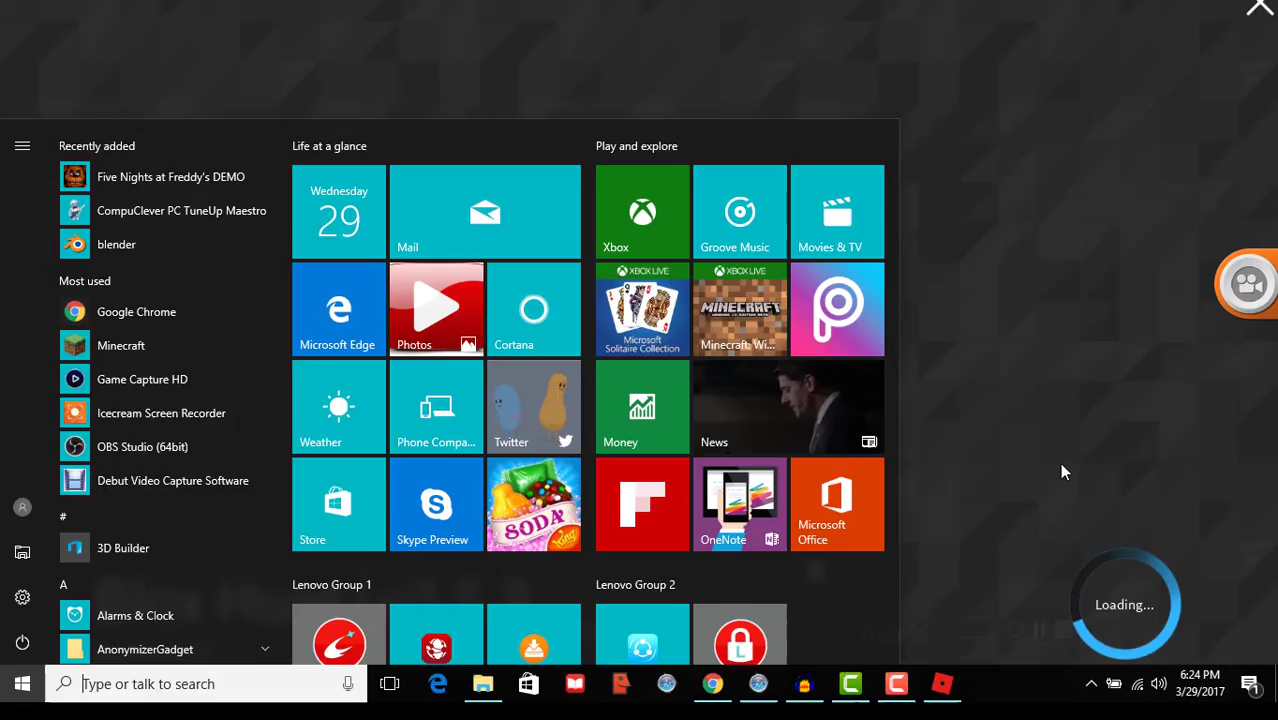 Recently added
Five Nights at Freddy's DEMO
CompuClever PC TuneUp Maestro
blender
Most used
Google Chrome
Minecraft
Game Capture HD
Icecream Screen Recorder
OBS Studio (64bit)
Debut Video Capture Software
#
3D Builder
A
Alarms & Clock
AnonymizerGadget
Life at a glance
Wednesday
29
Mail
Microsoft Edge
Photos
Cortana
Weather
Phone Compa...
Twitter
Store
Skype Preview
SODA
King
Lenovo Group 1
Play and explore
Xbox
Groove Music
Movies & TV
XBOX LIVE
Microsoft
Solitaire Collection
XBOX LIVE
MINECRAFT
Minecraft: Wi...
Money
News
OneNote
Microsoft
Office
Lenovo Group 2
L
Loading...
Type or talk to search
6:24 PM
3/29/2017
1